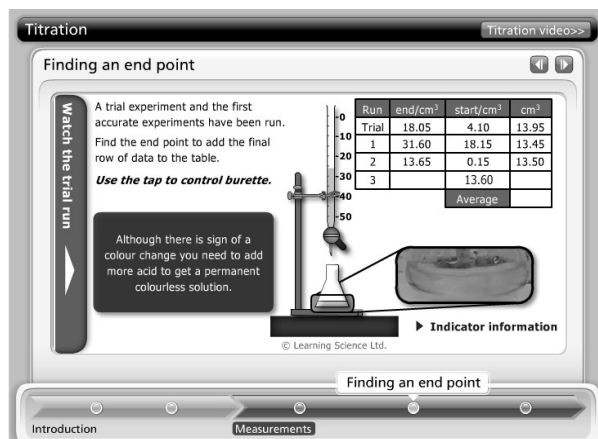 Titration
Titration video>>
Finding an end point
Watch the trial run
A trial experiment and the first
accurate experiments have been run.
Find the end point to add the final
row of data to the table.
Use the tap to control burette.
Although there is sign of a
colour change you need to add
more acid to get a permanent
colourless solution.
0
10
20
30
40
50
Run end/cm³ start/cm³ cm³
Trial 18.05 4.10 13.95
1 31.60 18.15 13.45
2 13.65 0.15 13.50
3 13.60
Average
Indicator information
© Learning Science Ltd.
Finding an end point
Introduction
Measurements